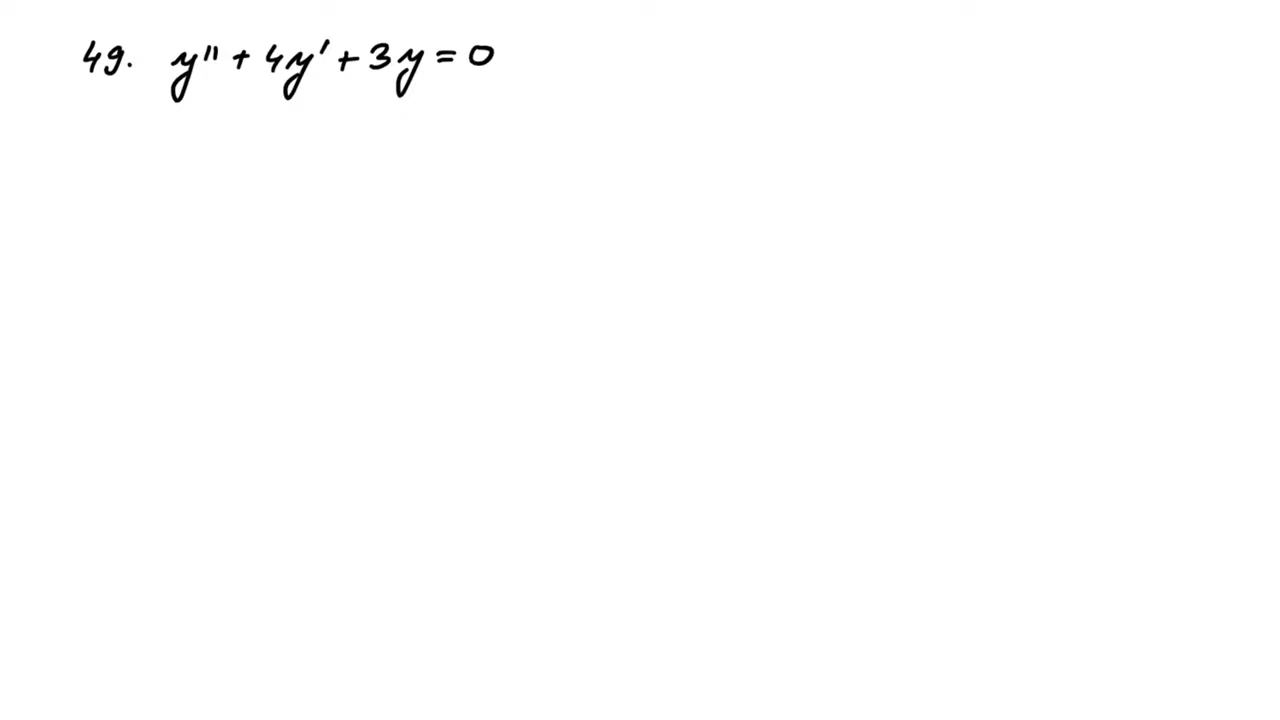 49. y'' + 4y' + 3y = 0